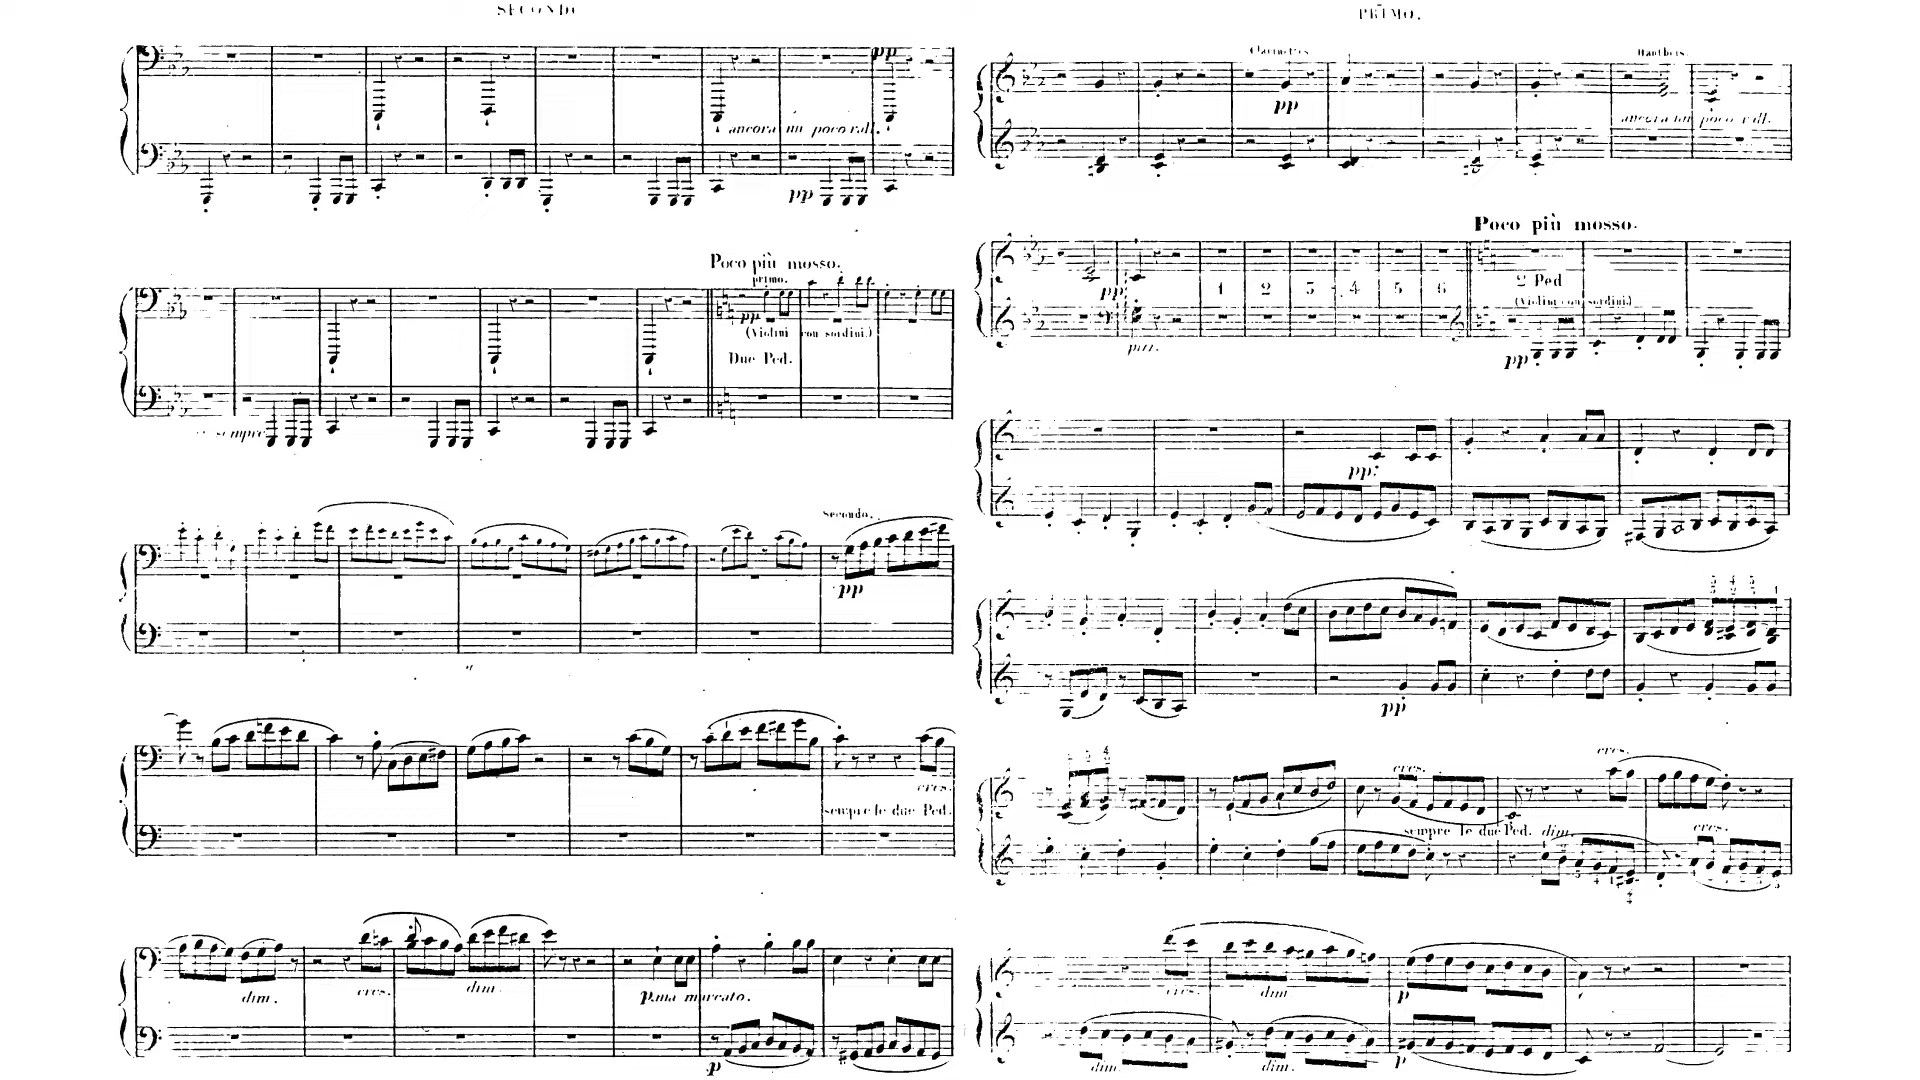 SECONDO
pp
ancora un poco rall.
pp
Poco più mosso.
primo.
pp
(Violini con sordini.)
Due Ped.
sempre
Secondo.
pp
cres.
sempre le due Ped.
dim.
cres.
dim.
p ma marcato.
p
PRIMO.
Clarinettes.
Hautbois.
pp
ancora un poco rall.
Poco più mosso.
pp
1 2 3 4 5 6
2 Ped
(Violini con sordini)
pp
pp
pp
cres.
cres.
sempre le due Ped. dim.
cres.
cres.
dim
p
dim.
dim.
p